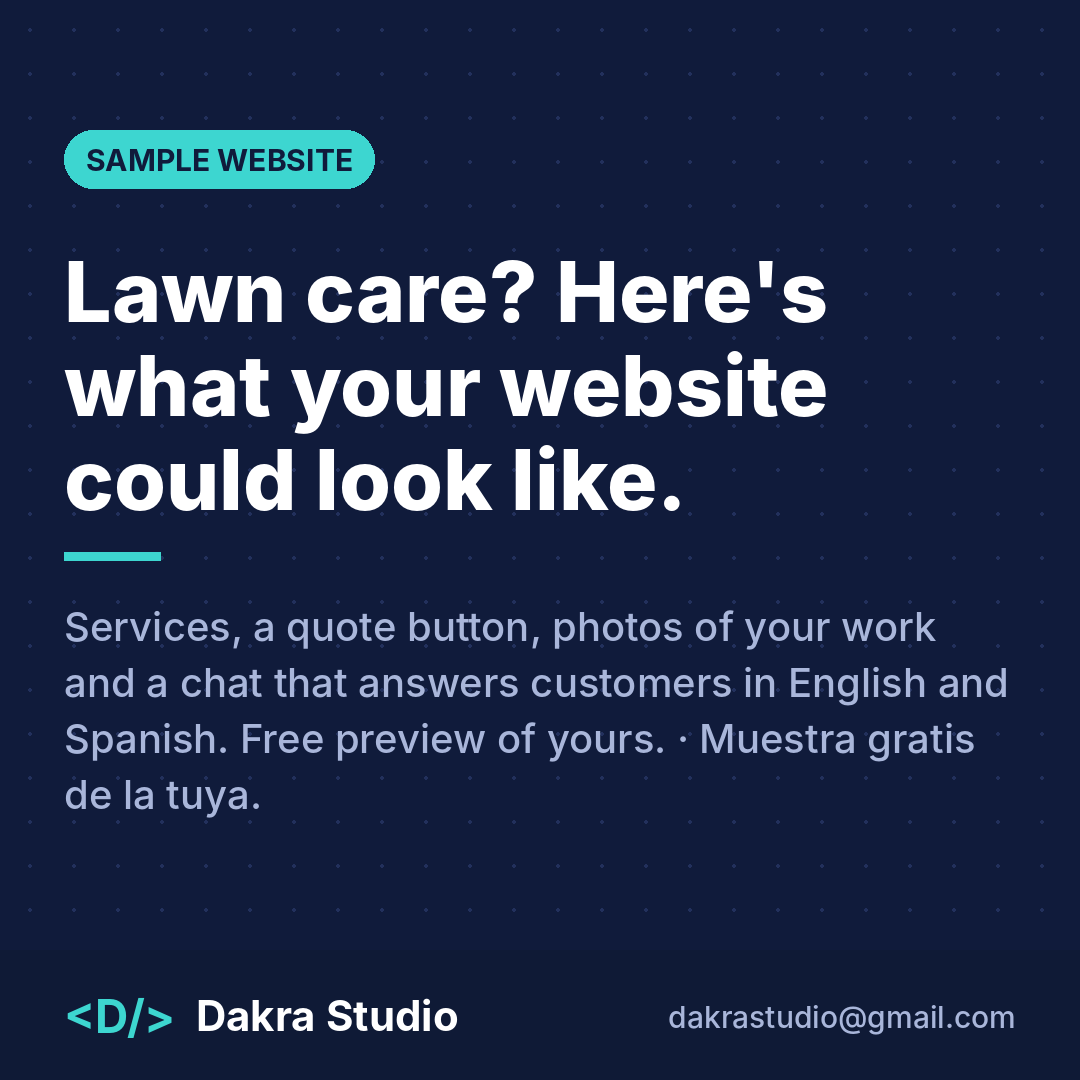 SAMPLE WEBSITE
Lawn care? Here's
what your website
could look like.
Services, a quote button, photos of your work
and a chat that answers customers in English and
Spanish. Free preview of yours. · Muestra gratis
de la tuya.
<D/> Dakra Studio
dakrastudio@gmail.com